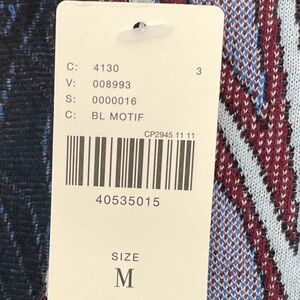 C: 4130 3
V: 008993
S: 0000016
C: BL MOTIF
CP2945 11 11
40535015
SIZE
M